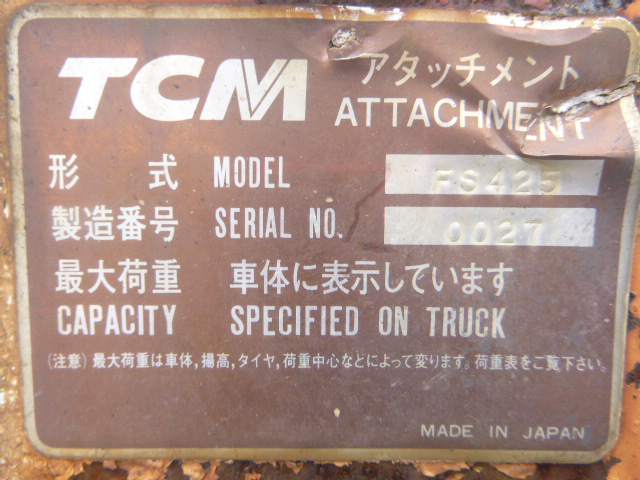 TCM アタッチメント
ATTACHMENT
形 式 MODEL FS425
製造番号 SERIAL NO. 0027
最大荷重 車体に表示しています
CAPACITY SPECIFIED ON TRUCK
(注意) 最大荷重は車体,揚高,タイヤ,荷重中心などによって変ります。荷重表をご覧下さい。
MADE IN JAPAN